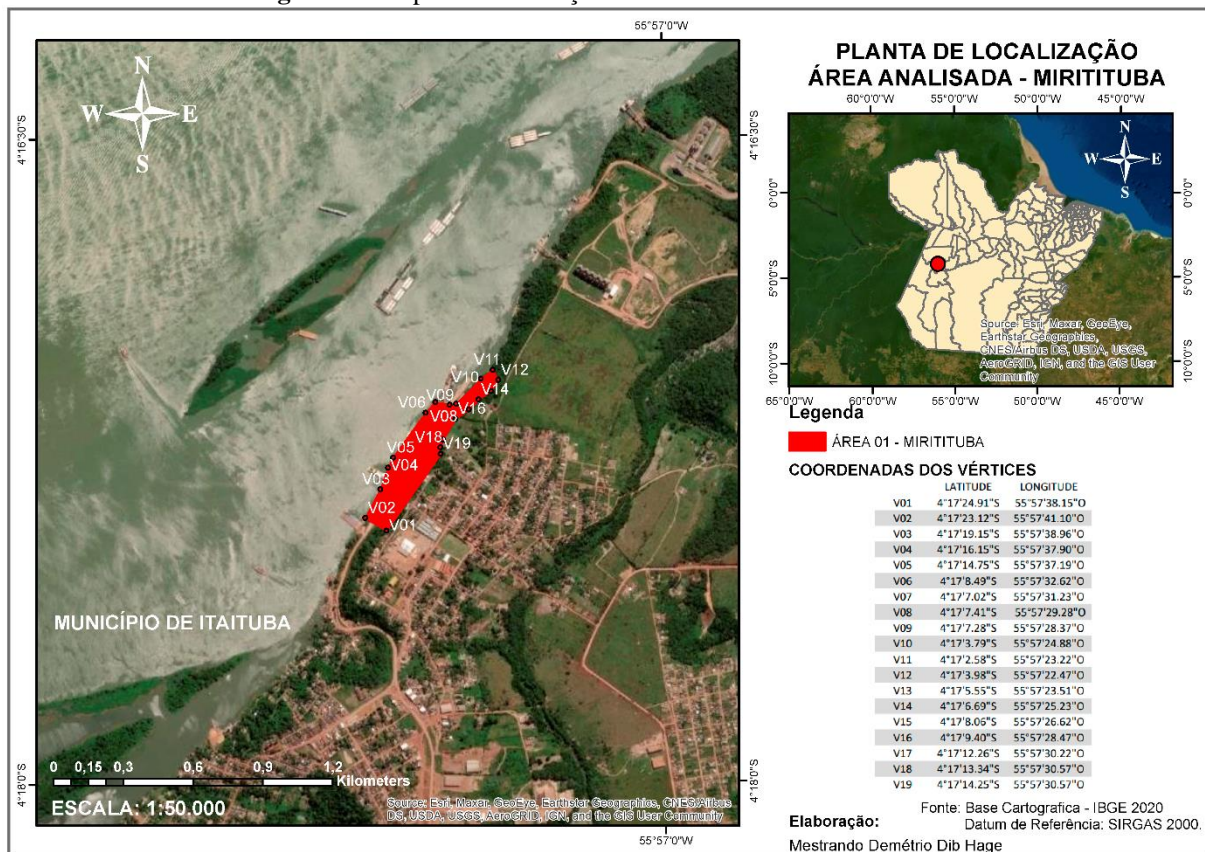 55°57'0"W
N
W
E
S
4°16'30"S
4°16'30"S
V11
V12
V10
V14
V09
V06
V16
V08
V18
V19
V05
V04
V03
V02
V01
MUNICÍPIO DE ITAITUBA
0 0,15 0,3 0,6 0,9 1,2
Kilometers
ESCALA: 1:50.000
Source: Esri, Maxar, GeoEye, Earthstar Geographics, CNES/Airbus
DS, USDA, USGS, AeroGRID, IGN, and the GIS User Community
4°18'0"S
4°18'0"S
55°57'0"W
PLANTA DE LOCALIZAÇÃO
ÁREA ANALISADA - MIRITITUBA
60°0'0"W 55°0'0"W 50°0'0"W 45°0'0"W
N
W
E
S
0°0'0"
0°0'0"
5°0'0"S
5°0'0"S
10°0'0"S
10°0'0"S
Source: Esri, Maxar, GeoEye,
Earthstar Geographics,
CNES/Airbus DS, USDA, USGS,
AeroGRID, IGN, and the GIS User
Community
65°0'0"W 60°0'0"W 55°0'0"W 50°0'0"W 45°0'0"W
Legenda
ÁREA 01 - MIRITITUBA
COORDENADAS DOS VÉRTICES
LATITUDE LONGITUDE
V01 4°17'24.91"S 55°57'38.15"O
V02 4°17'23.12"S 55°57'41.10"O
V03 4°17'19.15"S 55°57'38.96"O
V04 4°17'16.15"S 55°57'37.90"O
V05 4°17'14.75"S 55°57'37.19"O
V06 4°17'8.49"S 55°57'32.62"O
V07 4°17'7.02"S 55°57'31.23"O
V08 4°17'7.41"S 55°57'29.28"O
V09 4°17'7.28"S 55°57'28.37"O
V10 4°17'3.79"S 55°57'24.88"O
V11 4°17'2.58"S 55°57'23.22"O
V12 4°17'3.98"S 55°57'22.47"O
V13 4°17'5.55"S 55°57'23.51"O
V14 4°17'6.69"S 55°57'25.23"O
V15 4°17'8.06"S 55°57'26.62"O
V16 4°17'9.40"S 55°57'28.47"O
V17 4°17'12.26"S 55°57'30.22"O
V18 4°17'13.34"S 55°57'30.57"O
V19 4°17'14.25"S 55°57'30.57"O
Fonte: Base Cartografica - IBGE 2020
Elaboração: Datum de Referência: SIRGAS 2000.
Mestrando Demétrio Dib Hage